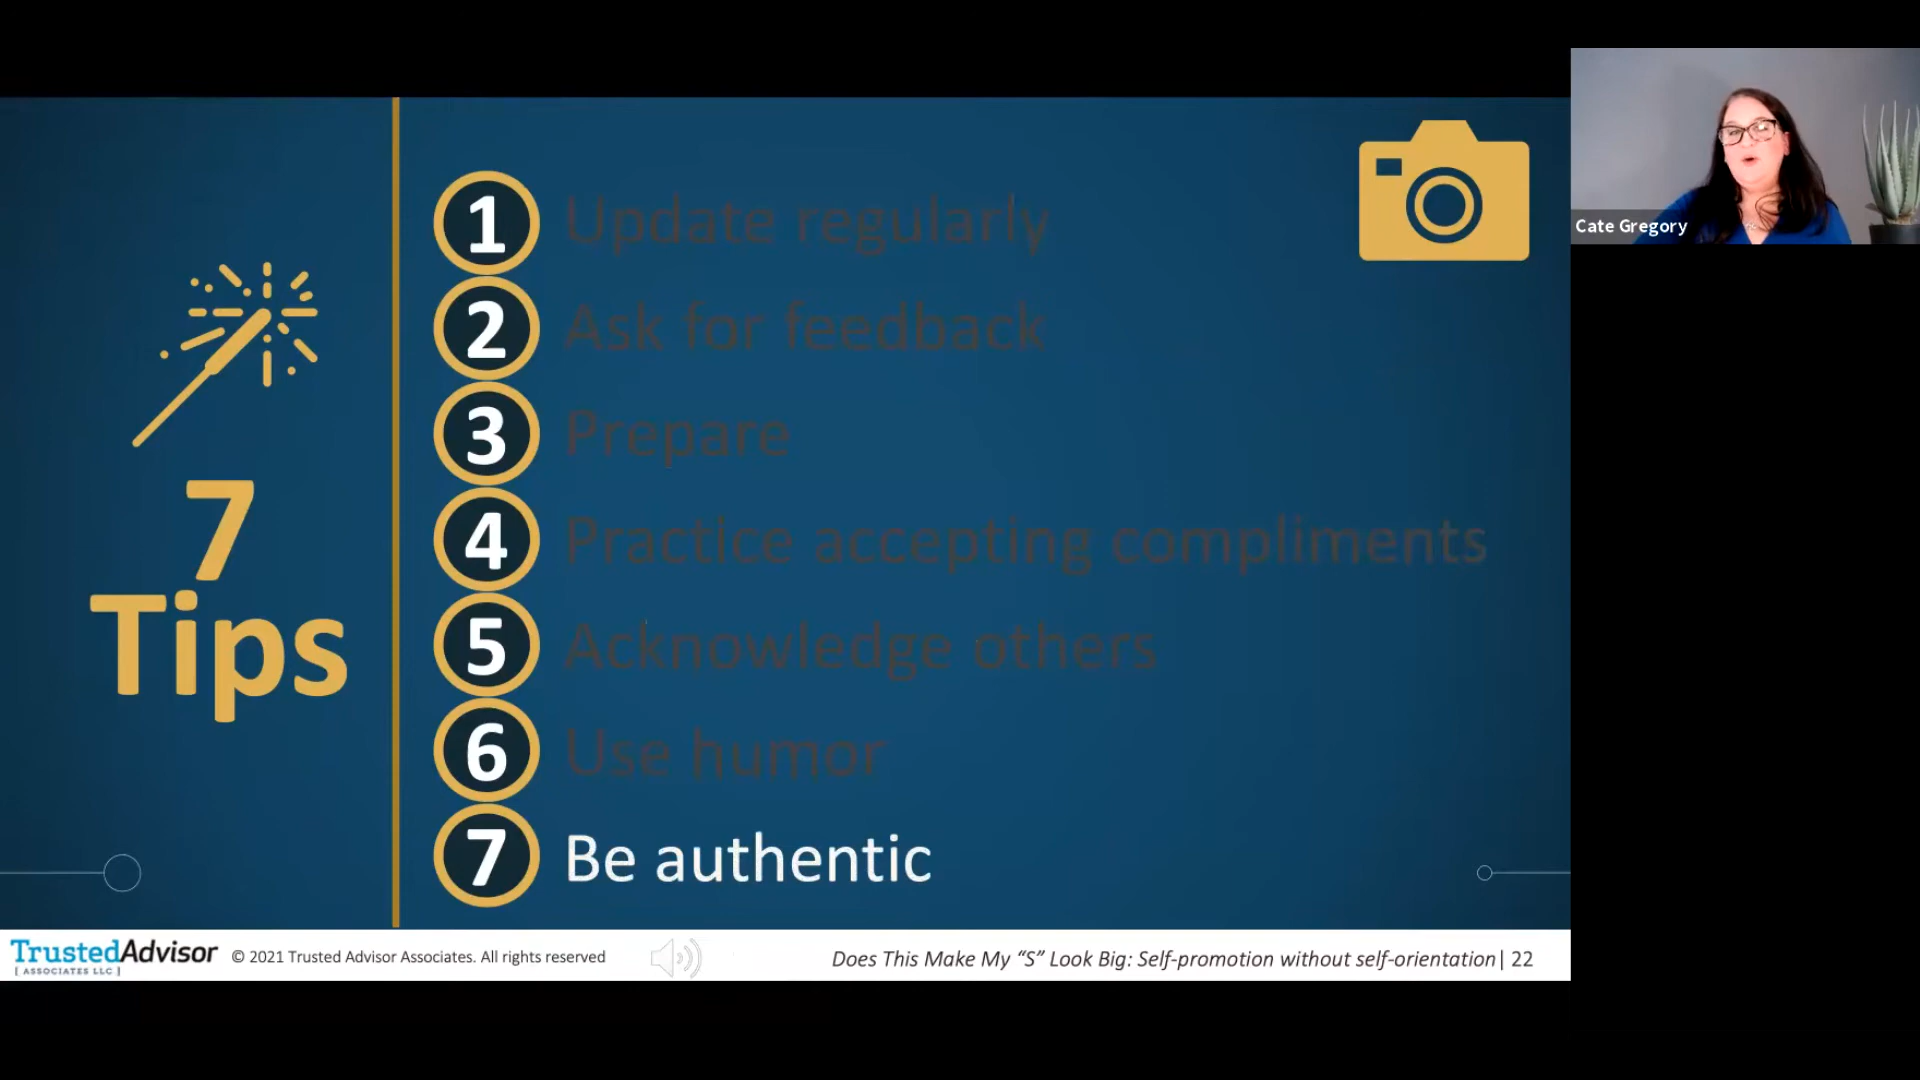 Cate Gregory
7
Tips
1 Update regularly
2 Ask for feedback
3 Prepare
4 Practice accepting compliments
5 Acknowledge others
6 Use humor
7 Be authentic
TrustedAdvisor
[ ASSOCIATES LLC ]
© 2021 Trusted Advisor Associates. All rights reserved
Does This Make My “S” Look Big: Self-promotion without self-orientation| 22